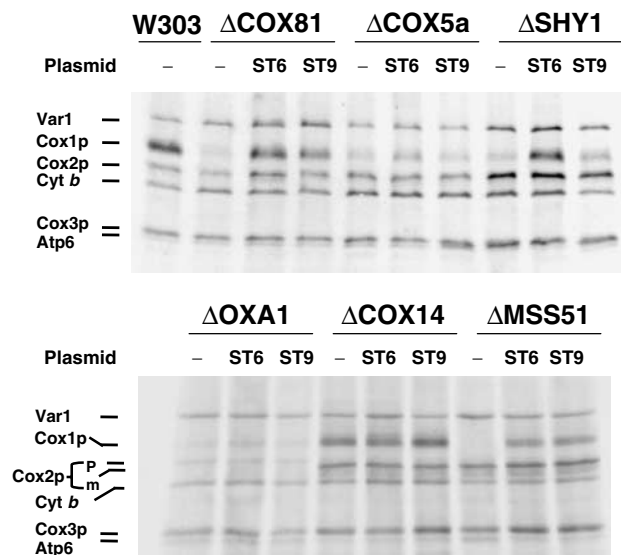 W303 ΔCOX81 ΔCOX5a ΔSHY1
Plasmid – – ST6 ST9 – ST6 ST9 – ST6 ST9
Var1
Cox1p
Cox2p
Cyt b
Cox3p
Atp6
ΔOXA1 ΔCOX14 ΔMSS51
Plasmid – ST6 ST9 – ST6 ST9 – ST6 ST9
Var1
Cox1p
Cox2p p
m
Cyt b
Cox3p
Atp6